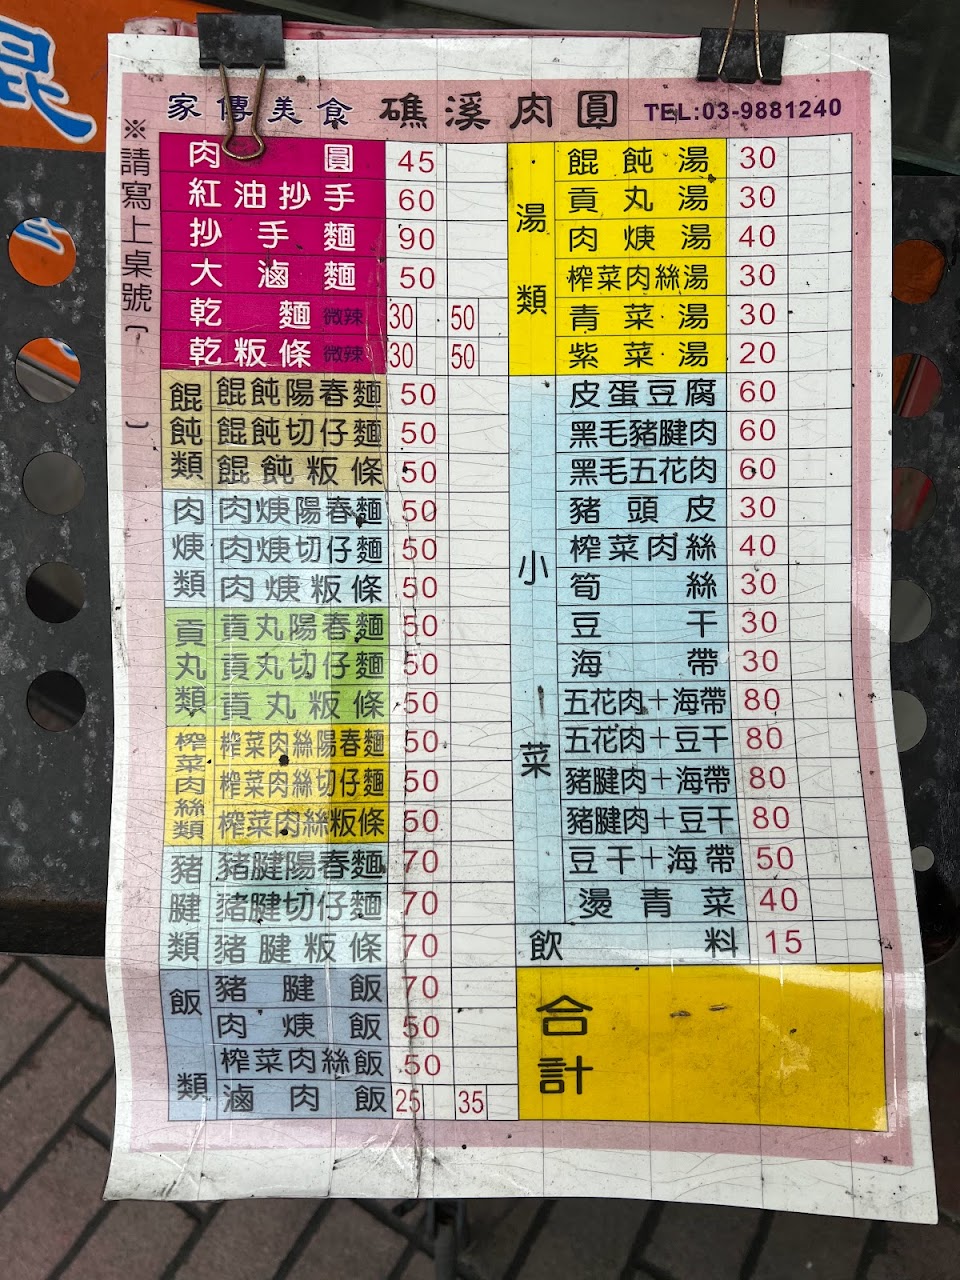 家傳美食 礁溪肉圓 TEL:03-9881240
※請寫上桌號( )
肉圓 45
紅油抄手 60
抄手麵 90
大滷麵 50
乾麵 微辣 30 50
乾粄條 微辣 30 50
餛飩類
餛飩陽春麵 50
餛飩切仔麵 50
餛飩粄條 50
肉焿類
肉焿陽春麵 50
肉焿切仔麵 50
肉焿粄條 50
貢丸類
貢丸陽春麵 50
貢丸切仔麵 50
貢丸粄條 50
榨菜肉絲類
榨菜肉絲陽春麵 50
榨菜肉絲切仔麵 50
榨菜肉絲粄條 50
豬腱類
豬腱陽春麵 70
豬腱切仔麵 70
豬腱粄條 70
飯類
豬腱飯 70
肉焿飯 50
榨菜肉絲飯 50
滷肉飯 25 35
湯類
餛飩湯 30
貢丸湯 30
肉焿湯 40
榨菜肉絲湯 30
青菜湯 30
紫菜湯 20
小菜
皮蛋豆腐 60
黑毛豬腱肉 60
黑毛五花肉 60
豬頭皮 30
榨菜肉絲 40
筍絲 30
豆干 30
海帶 30
五花肉+海帶 80
五花肉+豆干 80
豬腱肉+海帶 80
豬腱肉+豆干 80
豆干+海帶 50
燙青菜 40
飲料 15
合計